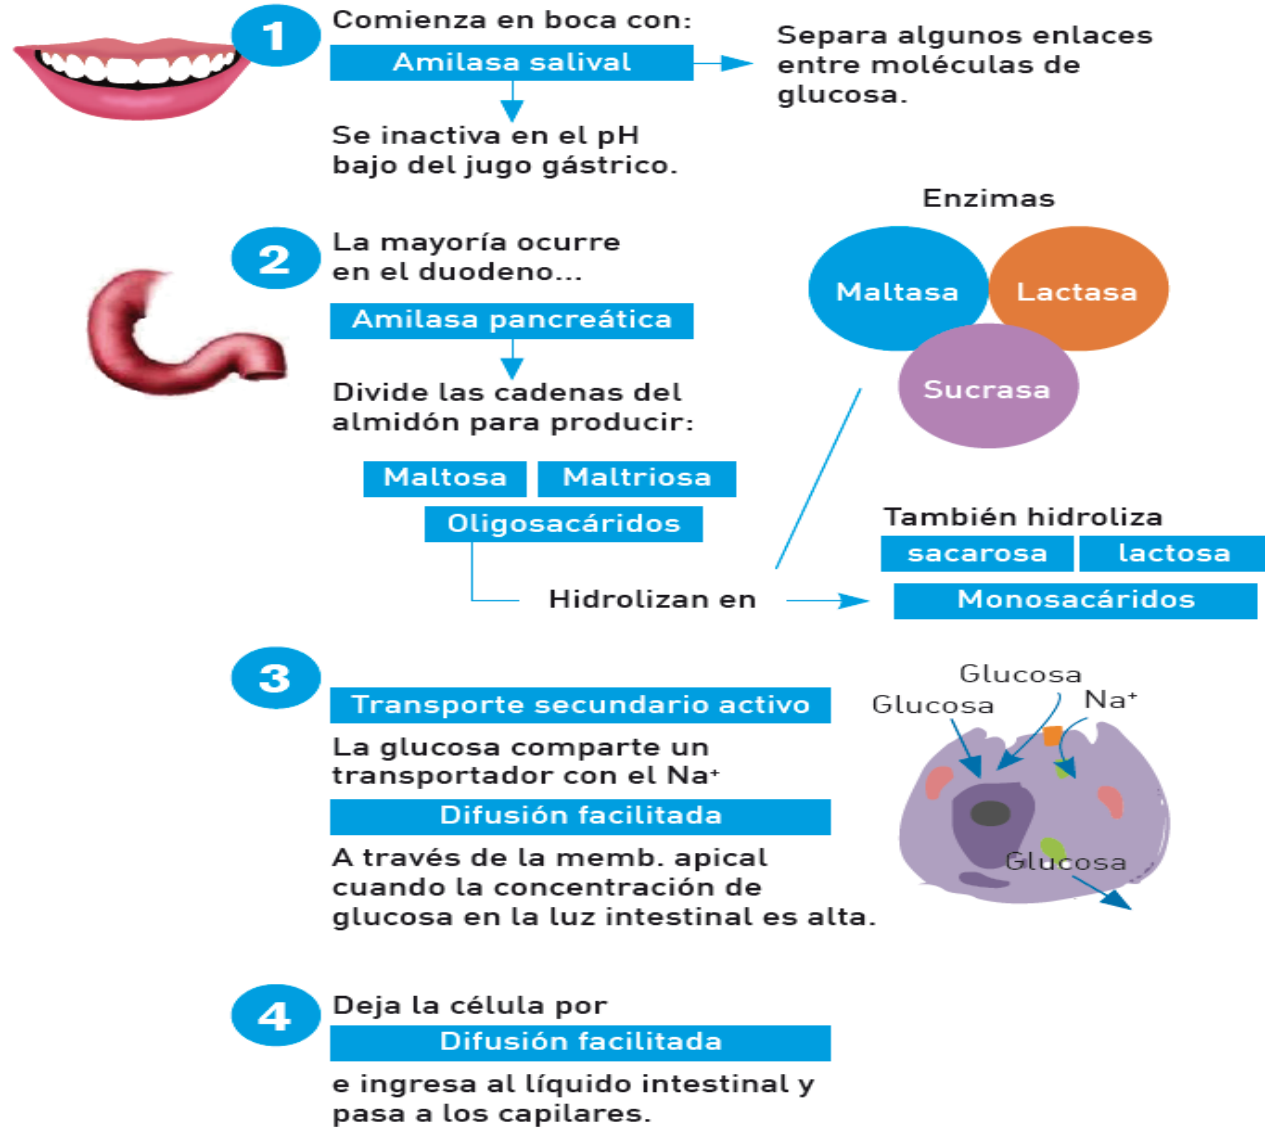 1
Comienza en boca con:
Amilasa salival
Separa algunos enlaces
entre moléculas de
glucosa.
Se inactiva en el pH
bajo del jugo gástrico.
2
La mayoría ocurre
en el duodeno...
Amilasa pancreática
Divide las cadenas del
almidón para producir:
Maltosa
Maltriosa
Oligosacáridos
Hidrolizan en
Enzimas
Maltasa
Lactasa
Sucrasa
También hidroliza
sacarosa
lactosa
Monosacáridos
3
Transporte secundario activo
La glucosa comparte un
transportador con el Na⁺
Difusión facilitada
A través de la memb. apical
cuando la concentración de
glucosa en la luz intestinal es alta.
Glucosa
Glucosa
Na⁺
Glucosa
4
Deja la célula por
Difusión facilitada
e ingresa al líquido intestinal y
pasa a los capilares.